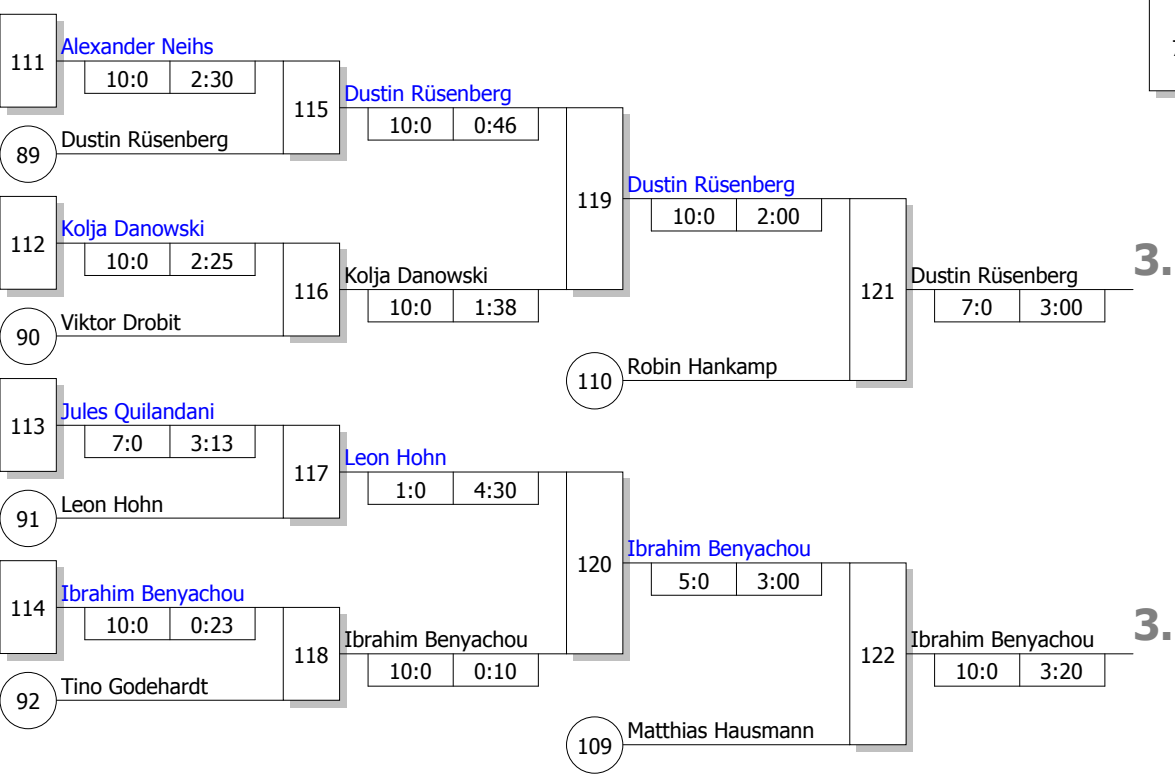 111
Alexander Neihs
10:0 2:30
89
Dustin Rüsenberg
115
Dustin Rüsenberg
10:0 0:46
112
Kolja Danowski
10:0 2:25
90
Viktor Drobit
116
Kolja Danowski
10:0 1:38
119
Dustin Rüsenberg
10:0 2:00
110
Robin Hankamp
121
Dustin Rüsenberg
7:0 3:00
3.
113
Jules Quilandani
7:0 3:13
91
Leon Hohn
117
Leon Hohn
1:0 4:30
114
Ibrahim Benyachou
10:0 0:23
92
Tino Godehardt
118
Ibrahim Benyachou
10:0 0:10
120
Ibrahim Benyachou
5:0 3:00
109
Matthias Hausmann
122
Ibrahim Benyachou
10:0 3:20
3.